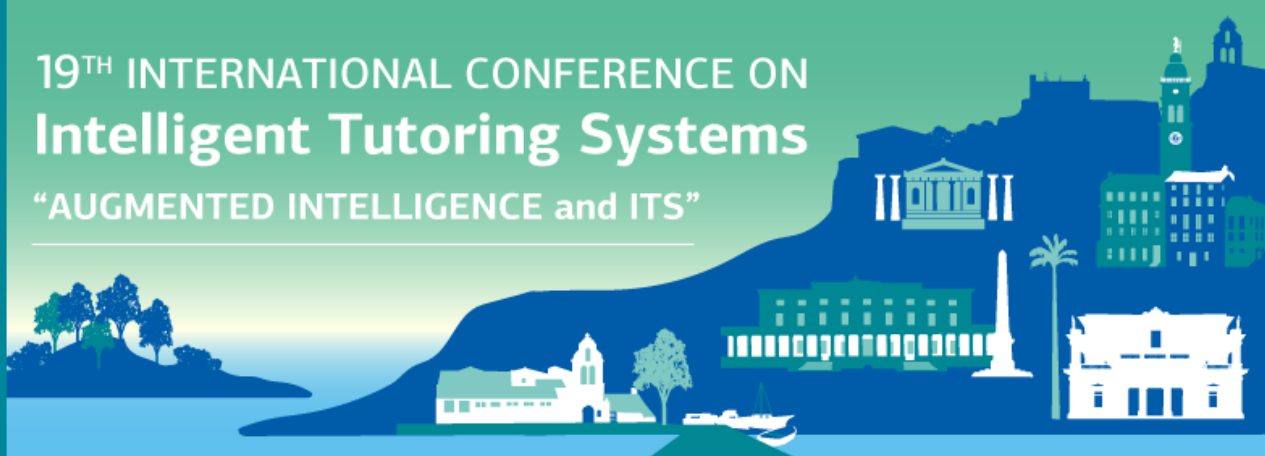 19TH INTERNATIONAL CONFERENCE ON
Intelligent Tutoring Systems
“AUGMENTED INTELLIGENCE and ITS”